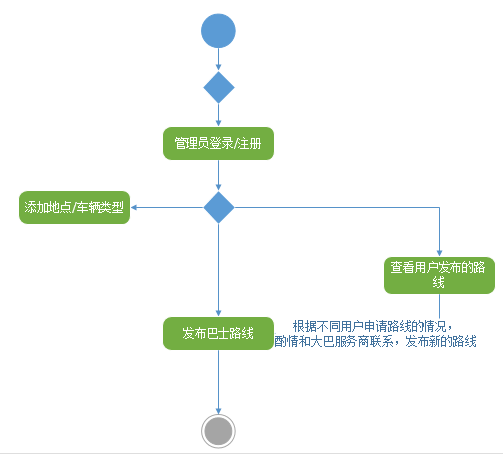 管理员登录/注册
添加地点/车辆类型
查看用户发布的路
线
发布巴士路线
根据不同用户申请路线的情况，
酌情和大巴服务商联系，发布新的路线